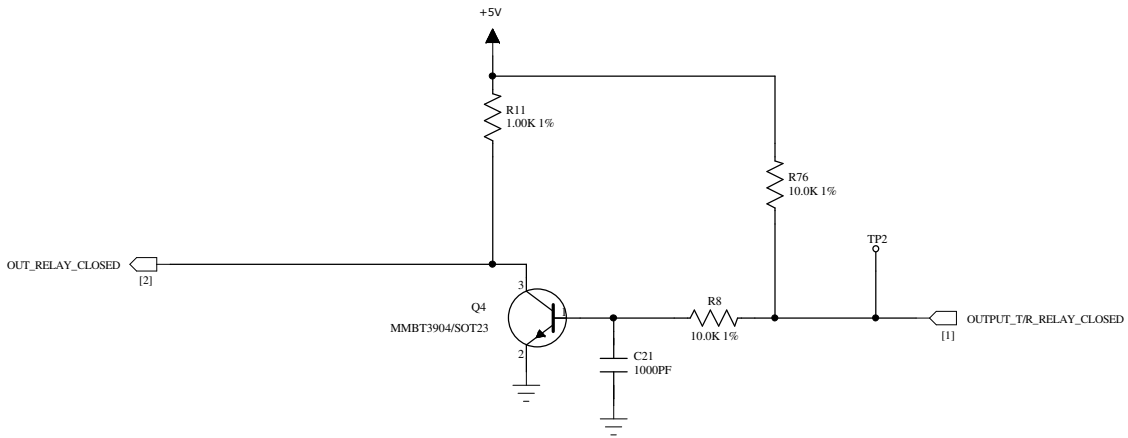 +5V
R11
1.00K 1%
R76
10.0K 1%
TP2
OUT_RELAY_CLOSED
[2]
3
Q4
MMBT3904/SOT23
1
2
R8
10.0K 1%
OUTPUT_T/R_RELAY_CLOSED
[1]
C21
1000PF